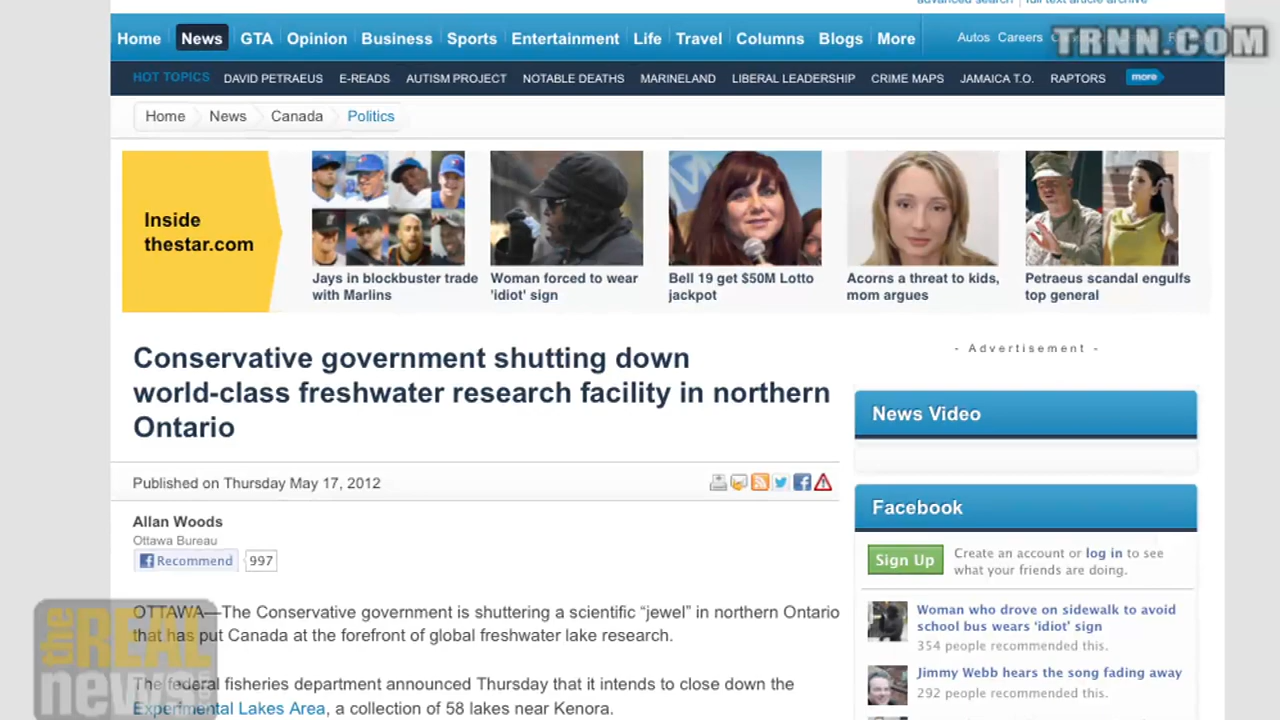 advanced search | full text article archive
Home News GTA Opinion Business Sports Entertainment Life Travel Columns Blogs More Autos Careers
TRNN.COM
HOT TOPICS DAVID PETRAEUS E-READS AUTISM PROJECT NOTABLE DEATHS MARINELAND LIBERAL LEADERSHIP CRIME MAPS JAMAICA T.O. RAPTORS more
Home News Canada Politics
Inside
thestar.com
Jays in blockbuster trade
with Marlins
Woman forced to wear
'idiot' sign
Bell 19 get $50M Lotto
jackpot
Acorns a threat to kids,
mom argues
Petraeus scandal engulfs
top general
Conservative government shutting down
world-class freshwater research facility in northern
Ontario
Published on Thursday May 17, 2012
Allan Woods
Ottawa Bureau
Recommend 997
OTTAWA—The Conservative government is shuttering a scientific “jewel” in northern Ontario
that has put Canada at the forefront of global freshwater lake research.
The federal fisheries department announced Thursday that it intends to close down the
Experimental Lakes Area, a collection of 58 lakes near Kenora.
- Advertisement -
News Video
Facebook
Sign Up
Create an account or log in to see
what your friends are doing.
Woman who drove on sidewalk to avoid
school bus wears 'idiot' sign
354 people recommended this.
Jimmy Webb hears the song fading away
292 people recommended this.
the REAL
news